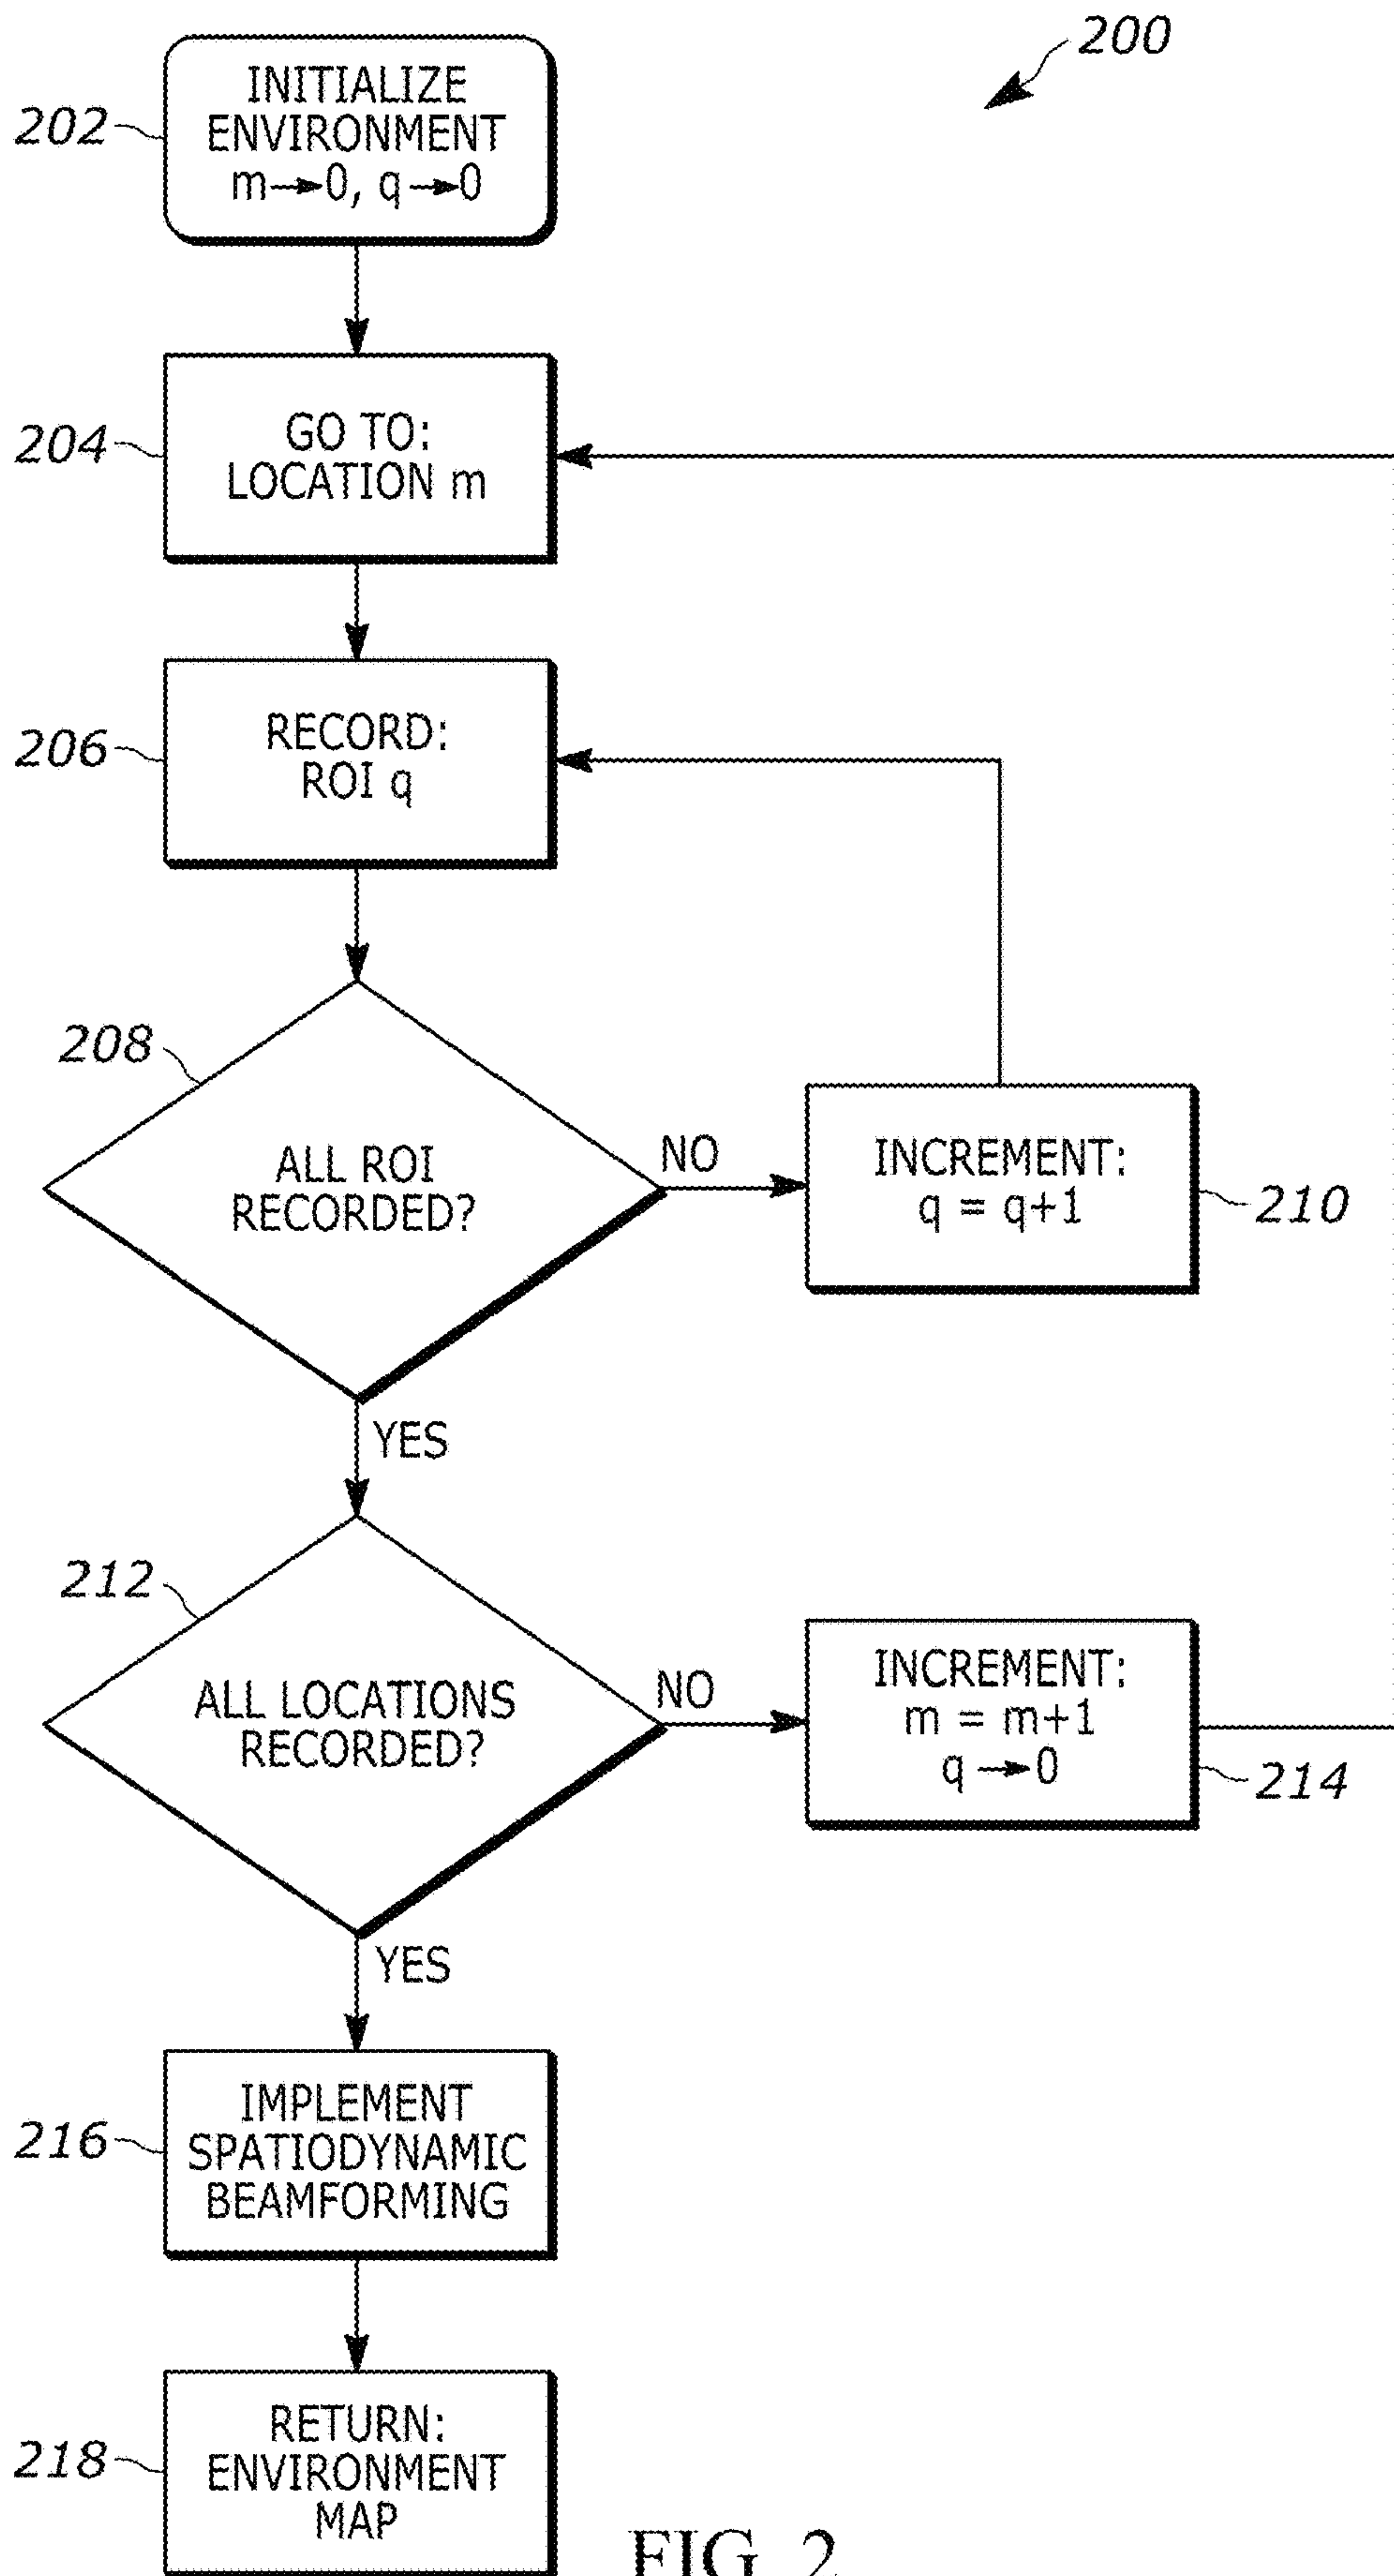 200
202
INITIALIZE
ENVIRONMENT
m→0, q→0
204
GO TO:
LOCATION m
206
RECORD:
ROI q
208
ALL ROI
RECORDED?
NO
INCREMENT:
q = q+1
210
YES
212
ALL LOCATIONS
RECORDED?
NO
INCREMENT:
m = m+1
q→0
214
YES
216
IMPLEMENT
SPATIODYNAMIC
BEAMFORMING
218
RETURN:
ENVIRONMENT
MAP
FIG. 2